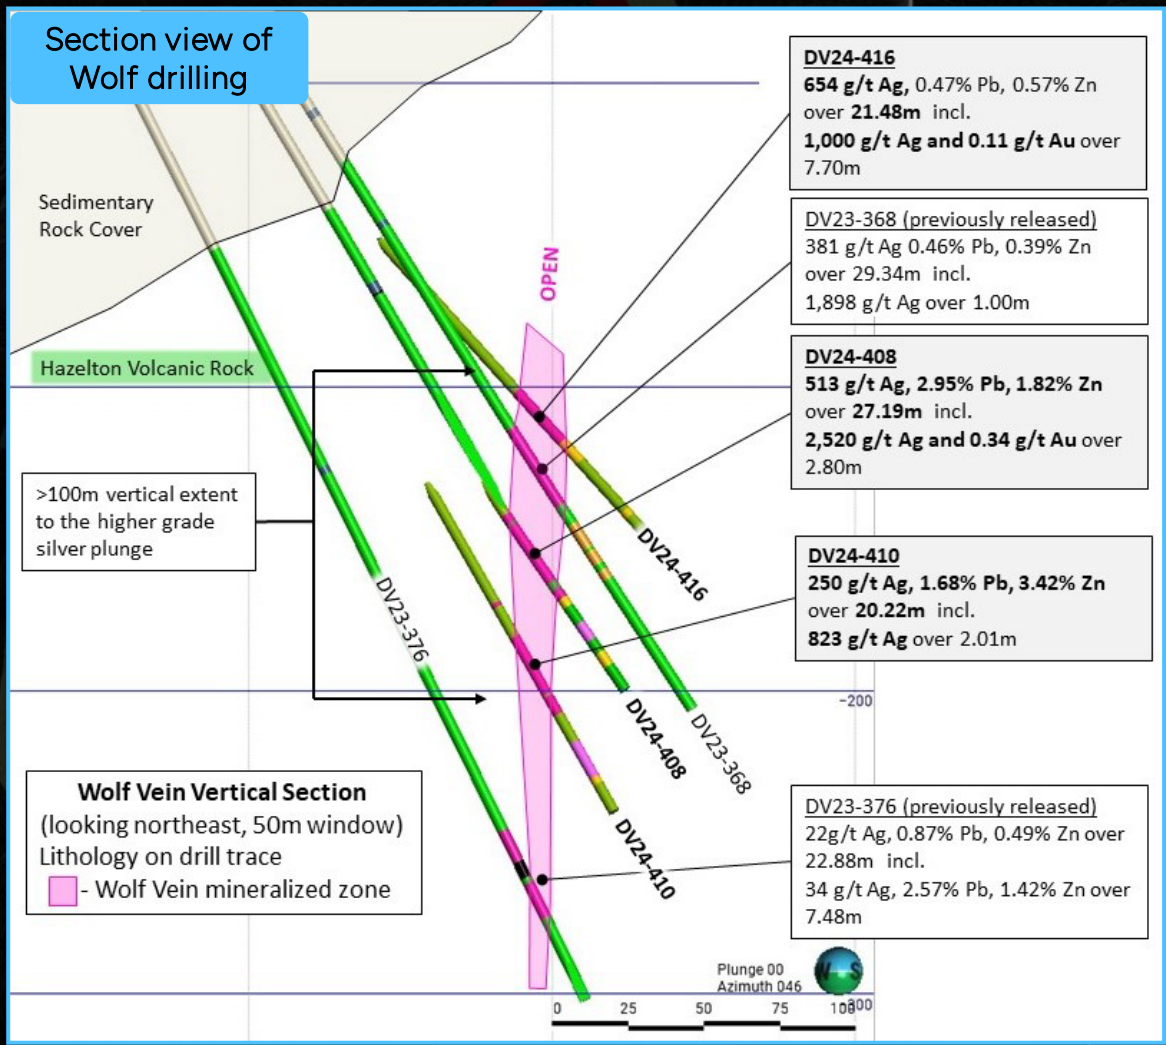 Section view of
Wolf drilling
Sedimentary
Rock Cover
Hazelton Volcanic Rock
>100m vertical extent
to the higher grade
silver plunge
OPEN
DV24-416
654 g/t Ag, 0.47% Pb, 0.57% Zn
over 21.48m incl.
1,000 g/t Ag and 0.11 g/t Au over
7.70m
DV23-368 (previously released)
381 g/t Ag 0.46% Pb, 0.39% Zn
over 29.34m incl.
1,898 g/t Ag over 1.00m
DV24-408
513 g/t Ag, 2.95% Pb, 1.82% Zn
over 27.19m incl.
2,520 g/t Ag and 0.34 g/t Au over
2.80m
DV24-410
250 g/t Ag, 1.68% Pb, 3.42% Zn
over 20.22m incl.
823 g/t Ag over 2.01m
DV23-376 (previously released)
22g/t Ag, 0.87% Pb, 0.49% Zn over
22.88m incl.
34 g/t Ag, 2.57% Pb, 1.42% Zn over
7.48m
DV24-416
DV23-376
DV24-408
DV23-368
DV24-410
-200
Wolf Vein Vertical Section
(looking northeast, 50m window)
Lithology on drill trace
- Wolf Vein mineralized zone
Plunge 00
Azimuth 046
W S
0 25 50 75 100
-300